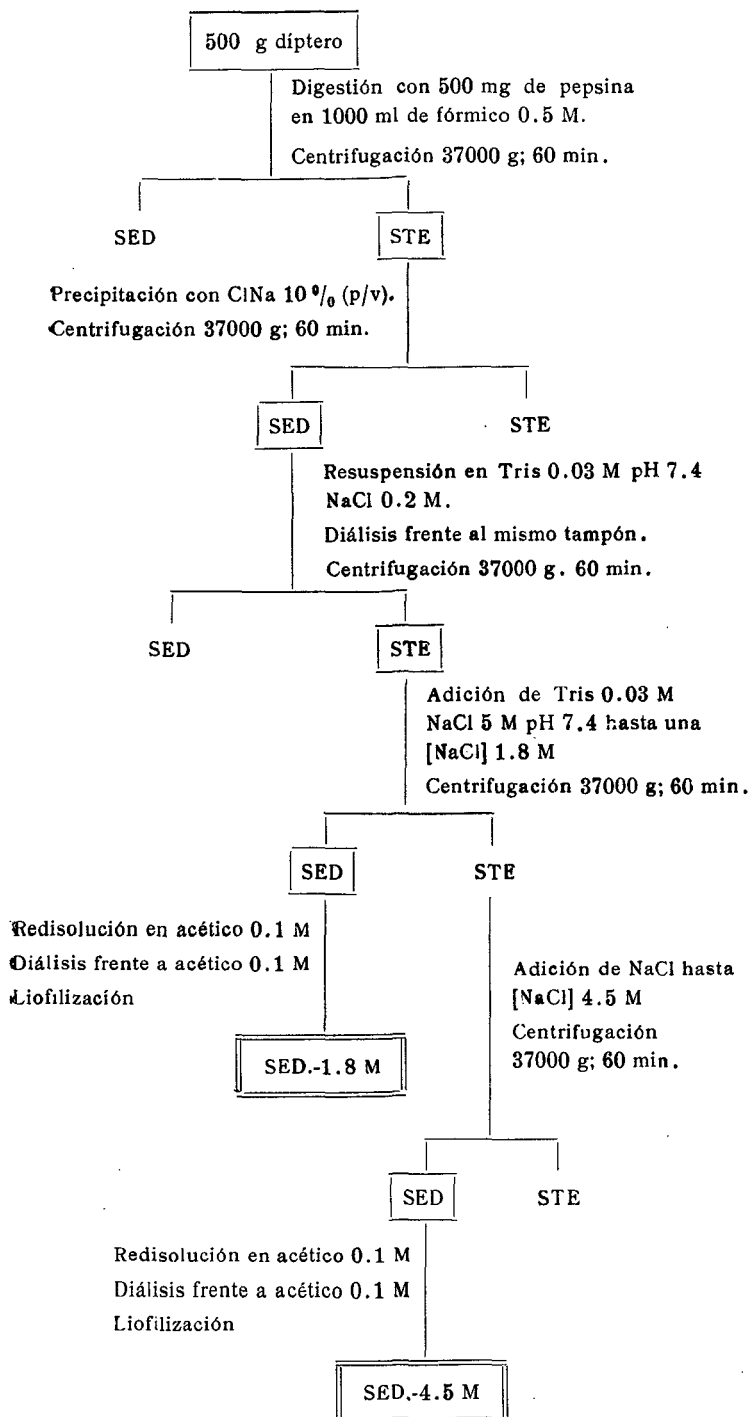 500 g díptero
Digestión con 500 mg de pepsina
en 1000 ml de fórmico 0.5 M.
Centrifugación 37000 g; 60 min.
SED
STE
Precipitación con ClNa 10 % (p/v).
Centrifugación 37000 g; 60 min.
SED
STE
Resuspensión en Tris 0.03 M pH 7.4
NaCl 0.2 M.
Diálisis frente al mismo tampón.
Centrifugación 37000 g. 60 min.
SED
STE
Adición de Tris 0.03 M
NaCl 5 M pH 7.4 hasta una
[NaCl] 1.8 M
Centrifugación 37000 g; 60 min.
SED
STE
Redisolución en acético 0.1 M
Diálisis frente a acético 0.1 M
Liofilización
SED.-1.8 M
Adición de NaCl hasta
[NaCl] 4.5 M
Centrifugación
37000 g; 60 min.
SED
STE
Redisolución en acético 0.1 M
Diálisis frente a acético 0.1 M
Liofilización
SED.-4.5 M